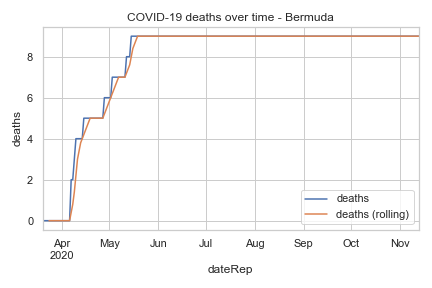 COVID-19 deaths over time - Bermuda
deaths
8
6
4
2
0
deaths
deaths (rolling)
Apr May Jun Jul Aug Sep Oct Nov
2020
dateRep